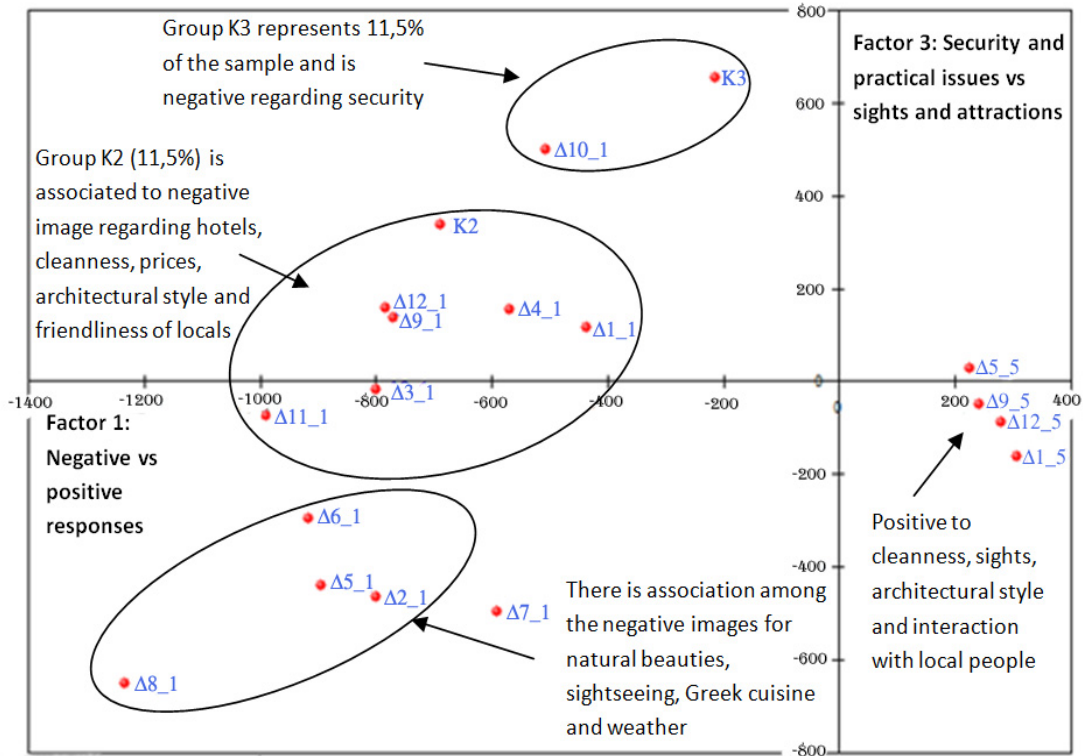 Group K3 represents 11,5%
of the sample and is
negative regarding security
800
Factor 3: Security and
practical issues vs
sights and attractions
K3
600
Δ10_1
Group K2 (11,5%) is
associated to negative
image regarding hotels,
cleanness, prices,
architectural style and
friendliness of locals
400
K2
200
Δ12_1
Δ9_1
Δ4_1
Δ1_1
Δ5_5
-1400
-1200
-1000
-800
-600
-400
-200
0
0
200
400
Δ3_1
Δ11_1
Δ9_5
Δ12_5
Δ1_5
Factor 1:
Negative vs
positive
responses
-200
Δ6_1
Δ5_1
Δ2_1
Δ7_1
Δ8_1
-400
There is association among
the negative images for
natural beauties,
sightseeing, Greek cuisine
and weather
Positive to
cleanness, sights,
architectural style
and interaction
with local people
-600
-800